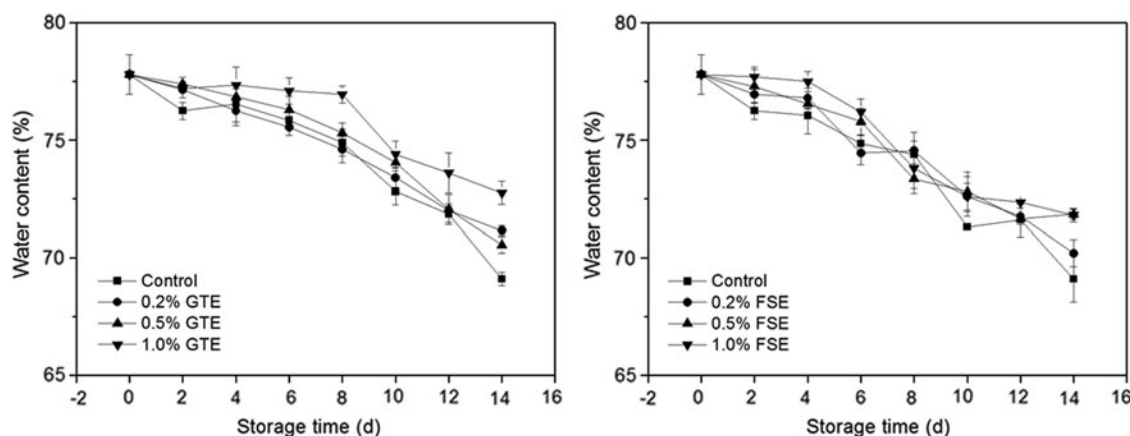 80
75
70
65
Water content (%)
Control
0.2% GTE
0.5% GTE
1.0% GTE
-2 0 2 4 6 8 10 12 14 16
Storage time (d)
80
75
70
65
Water content (%)
Control
0.2% FSE
0.5% FSE
1.0% FSE
-2 0 2 4 6 8 10 12 14 16
Storage time (d)